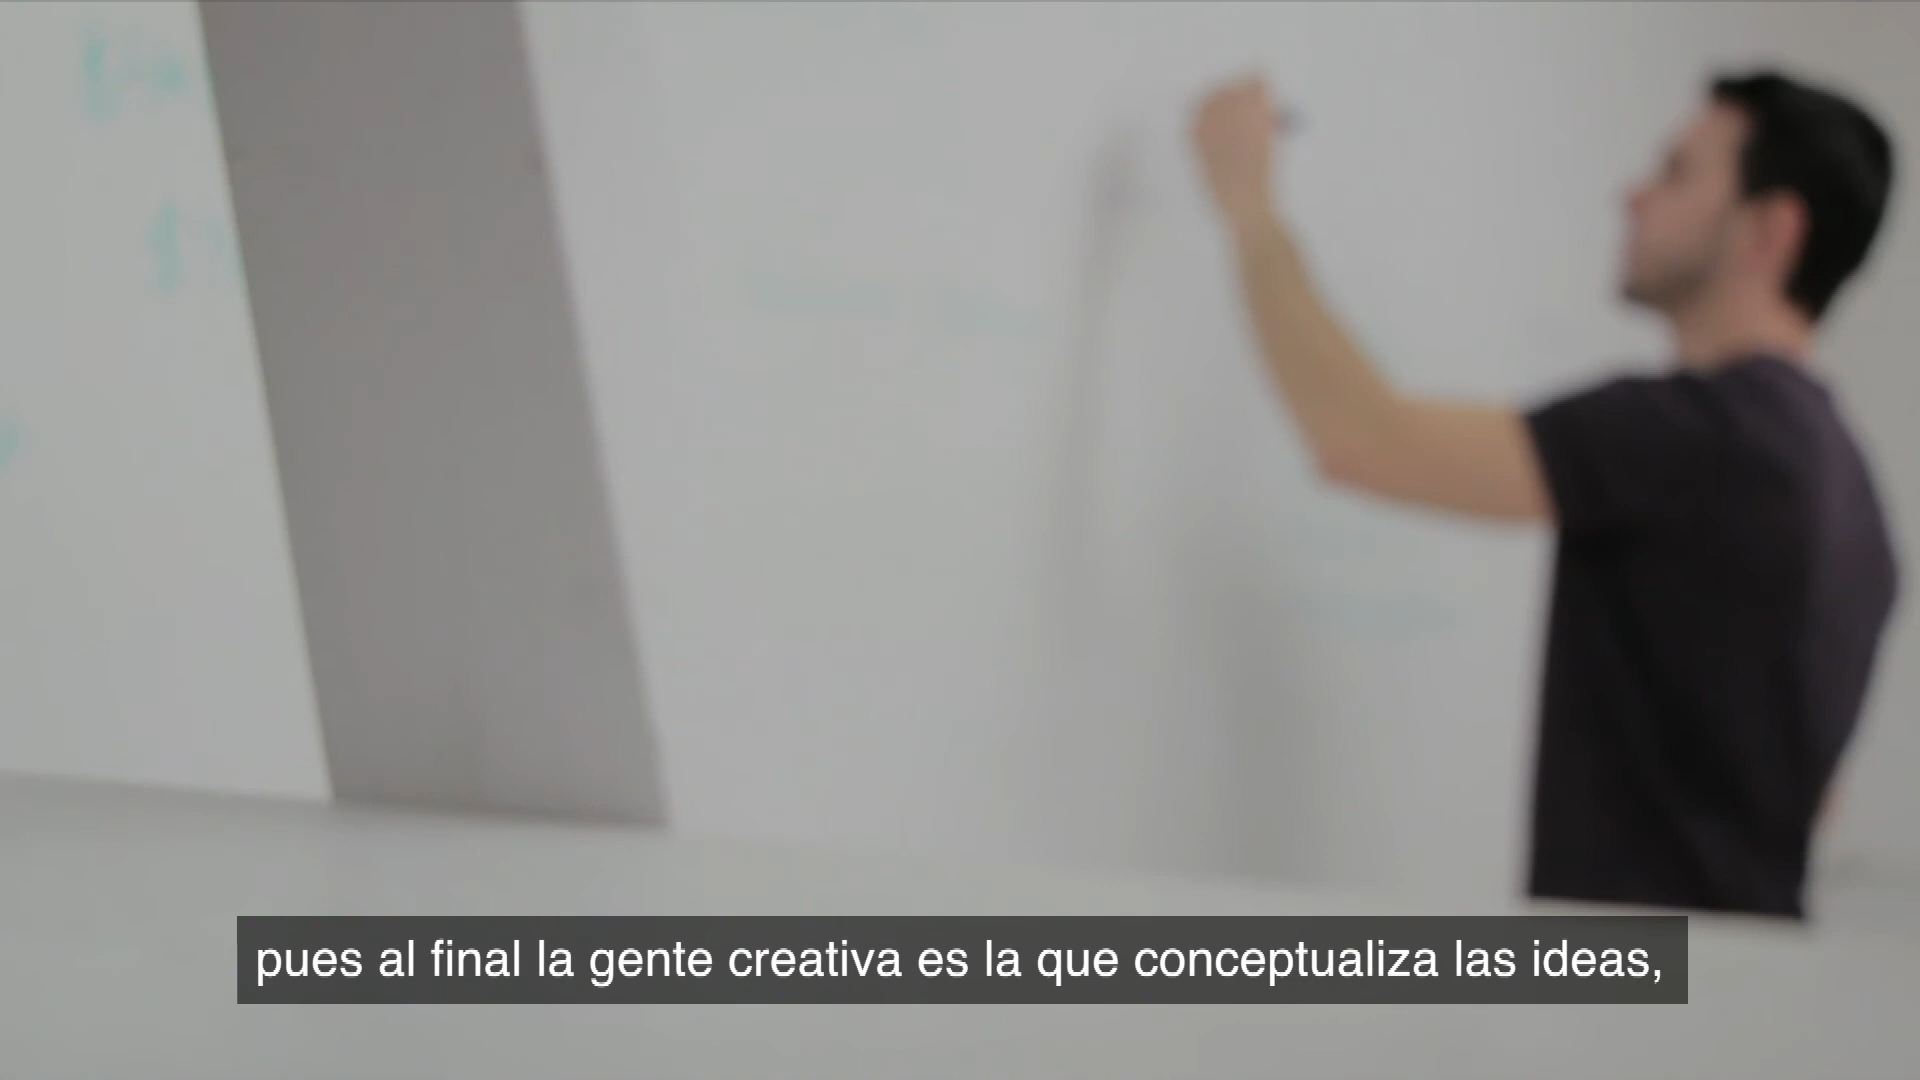 pues al final la gente creativa es la que conceptualiza las ideas,